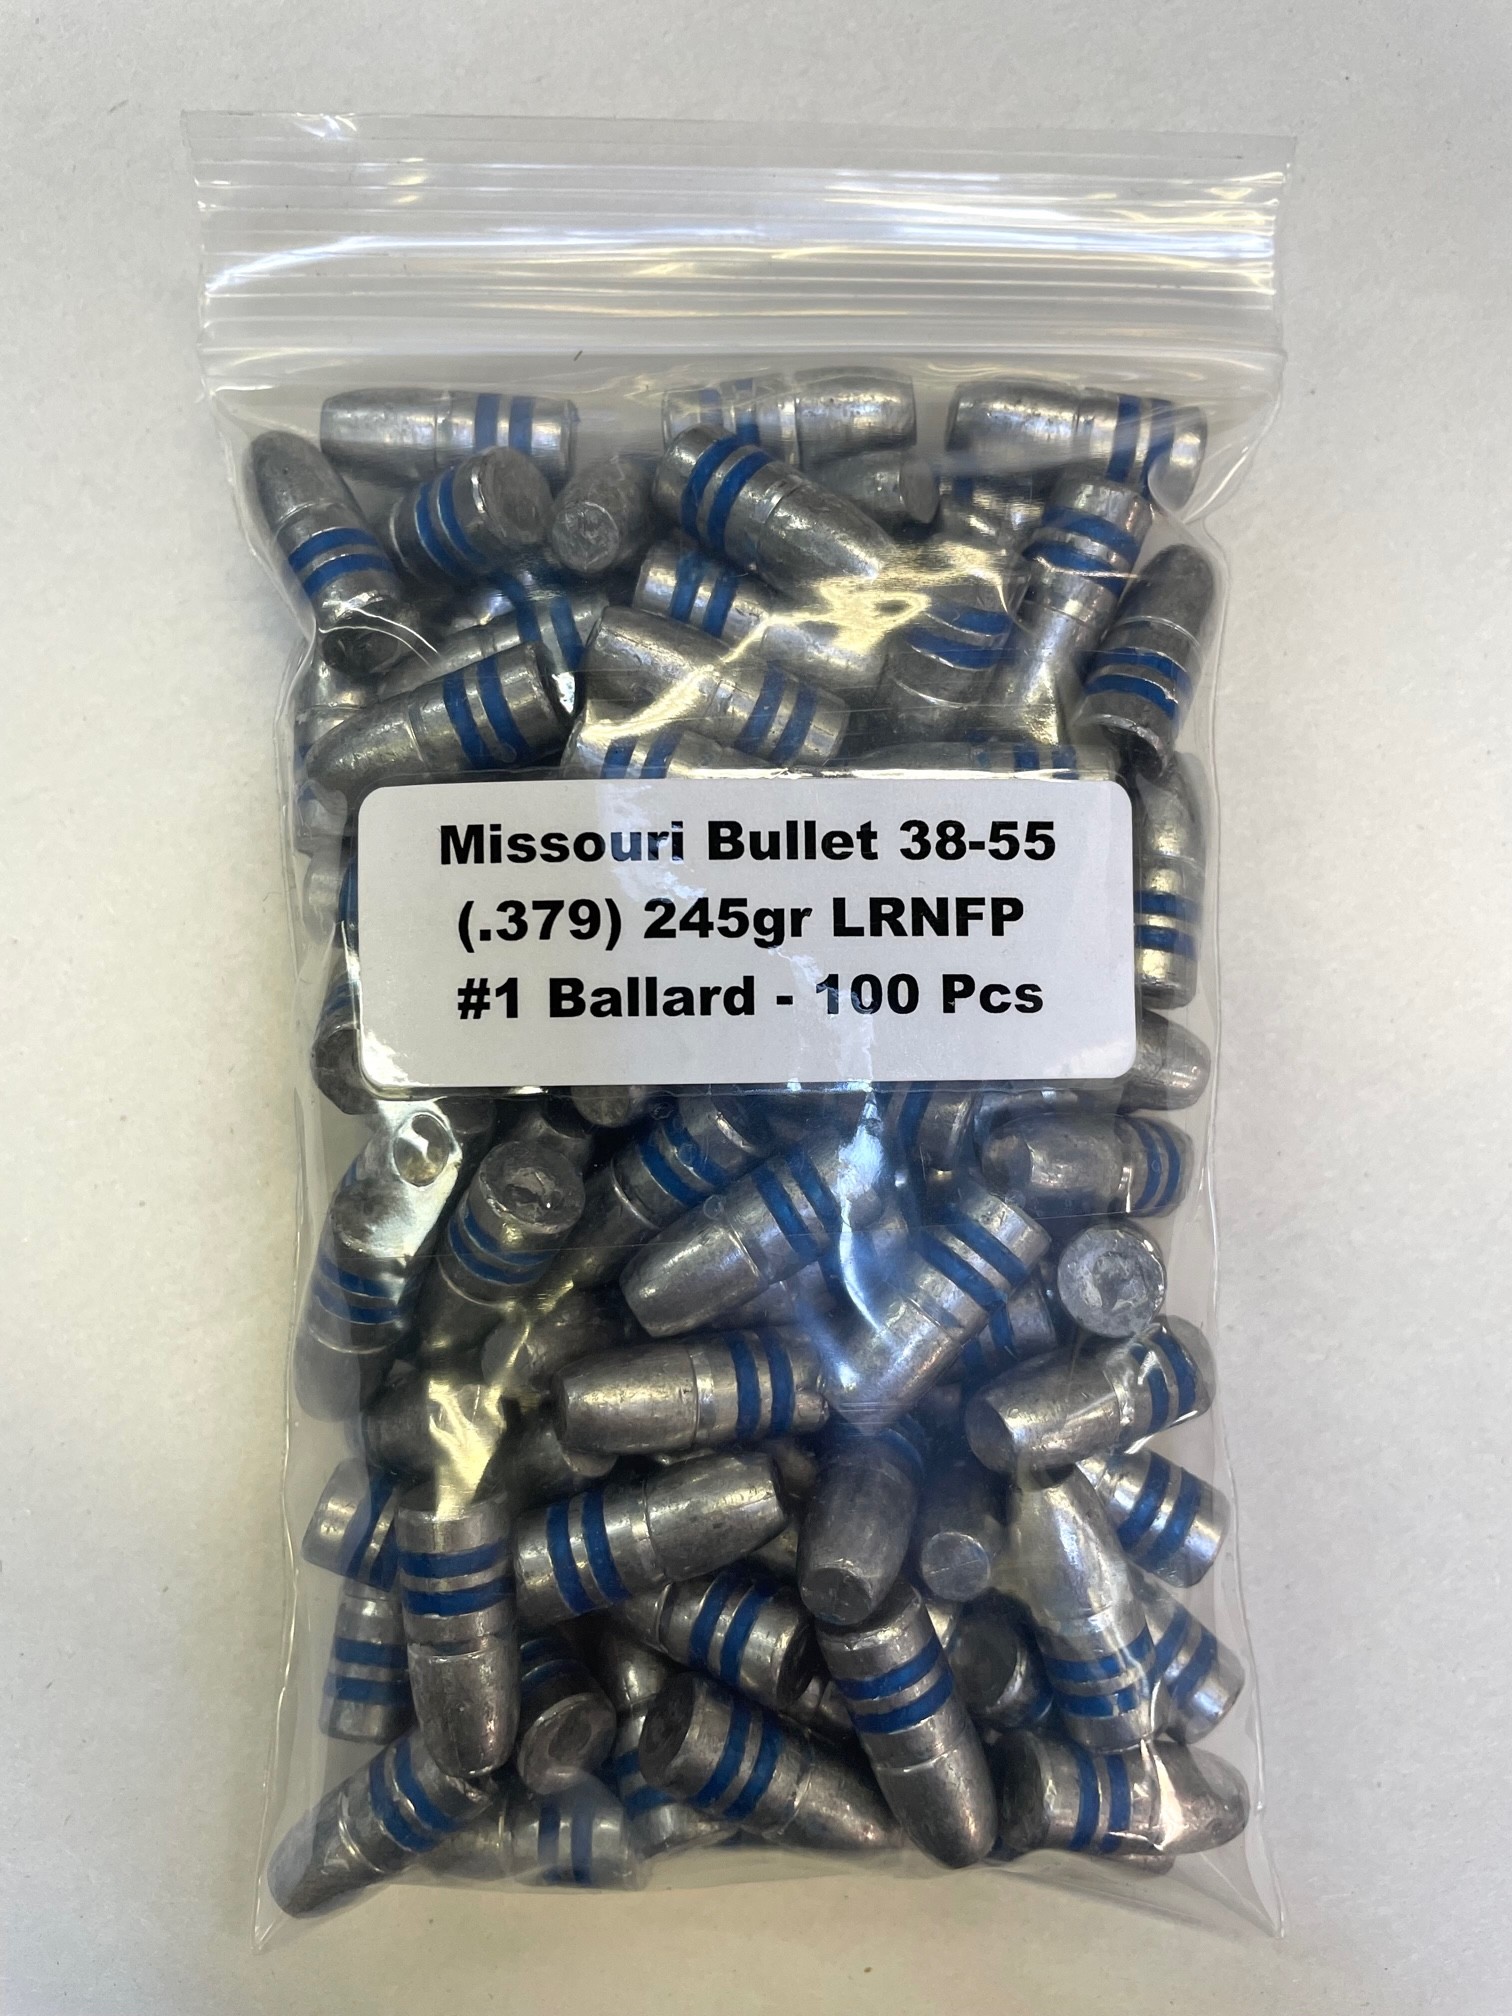 Missouri Bullet 38-55
(.379) 245gr LRNFP
#1 Ballard - 100 Pcs